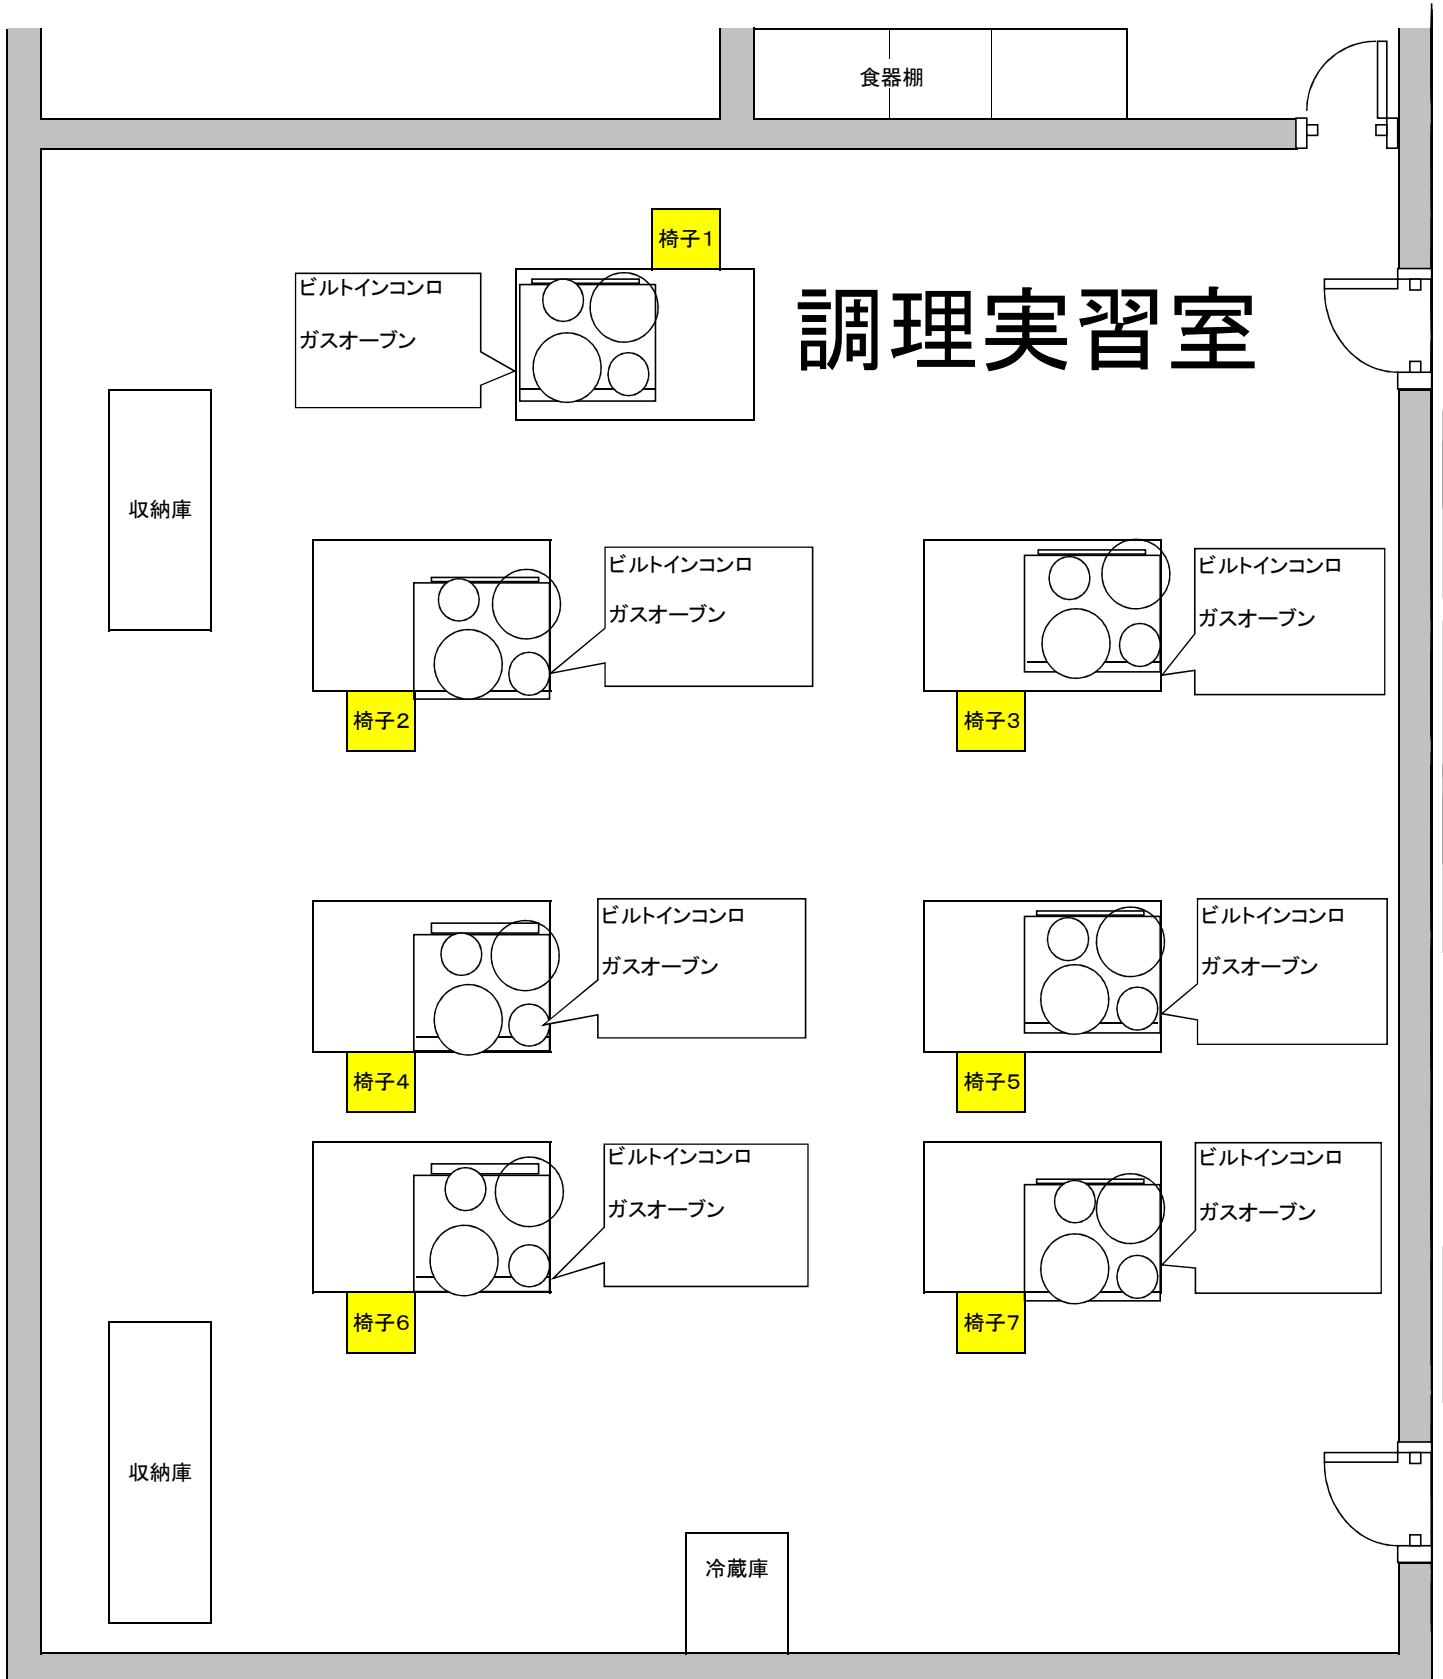 食器棚
椅子1
ビルトインコンロ
ガスオーブン
調理実習室
収納庫
ビルトインコンロ
ガスオーブン
ビルトインコンロ
ガスオーブン
椅子2
椅子3
ビルトインコンロ
ガスオーブン
ビルトインコンロ
ガスオーブン
椅子4
椅子5
ビルトインコンロ
ガスオーブン
ビルトインコンロ
ガスオーブン
椅子6
椅子7
収納庫
冷蔵庫